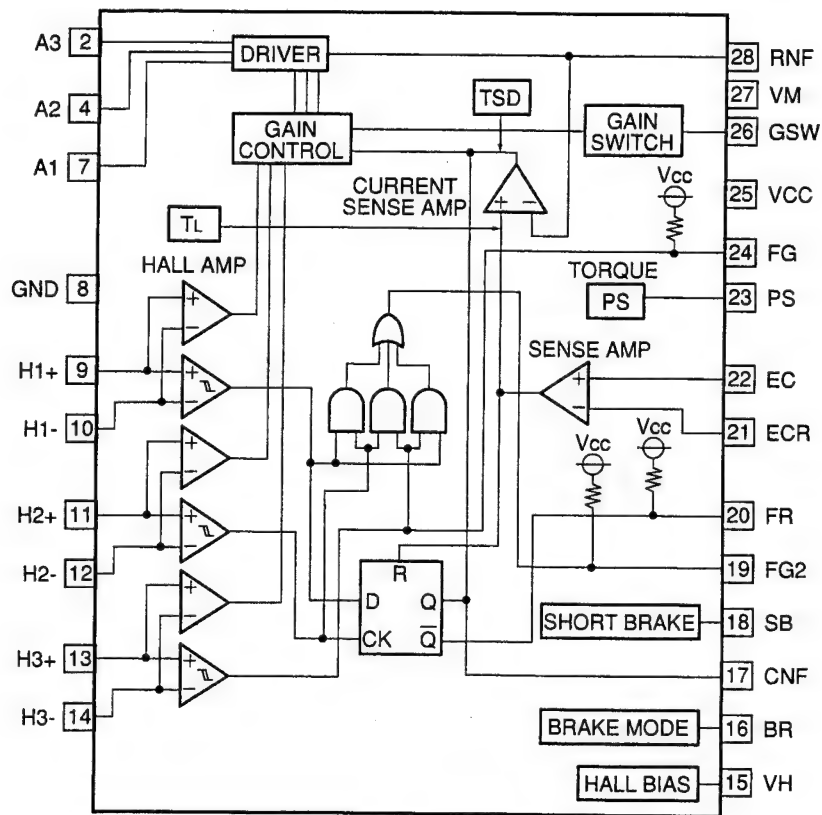 A3 2
DRIVER
28 RNF
TSD
27 VM
A2 4
GAIN
CONTROL
GAIN
SWITCH
26 GSW
A1 7
CURRENT
SENSE AMP
+ −
Vcc
25 VCC
TL
24 FG
HALL AMP
TORQUE
GND 8
PS
23 PS
+
−
SENSE AMP
H1+ 9
+
−
+
−
22 EC
H1- 10
21 ECR
+
−
Vcc
Vcc
H2+ 11
+
−
20 FR
H2- 12
R
19 FG2
+
−
D Q
SHORT BRAKE
18 SB
CK Q
H3+ 13
+
−
17 CNF
H3- 14
BRAKE MODE
16 BR
HALL BIAS
15 VH